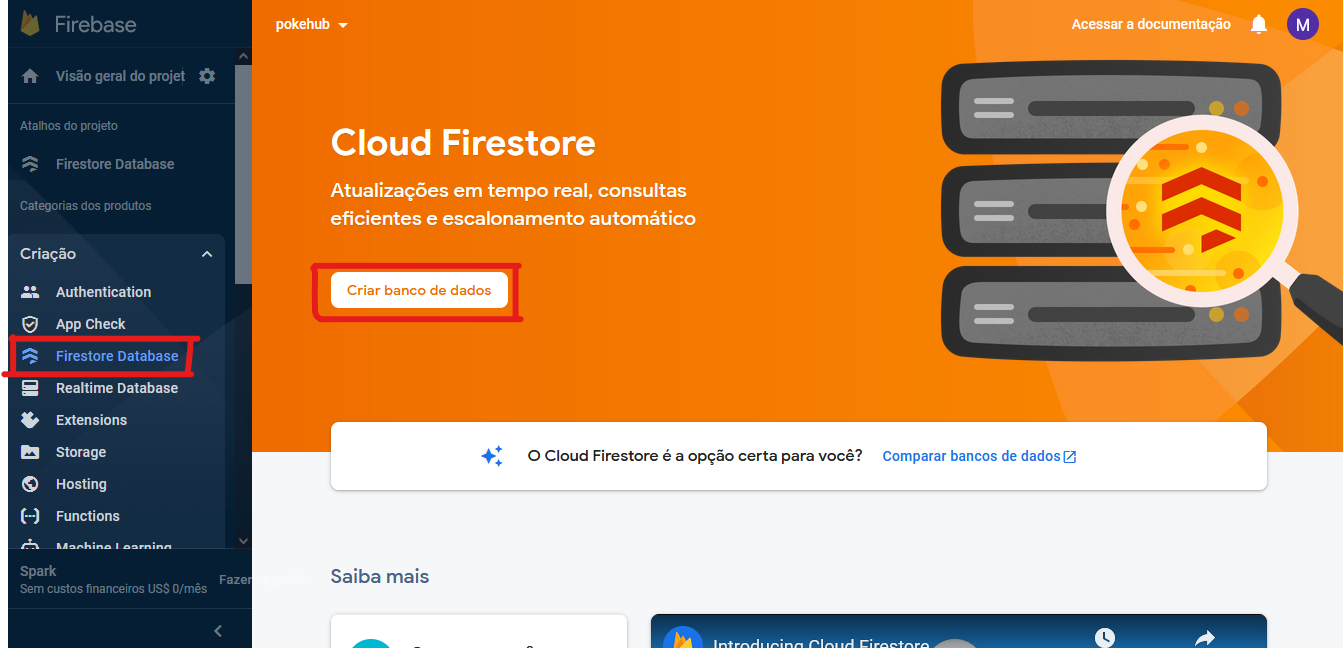 Firebase
pokehub
Acessar a documentação
M
Visão geral do projet
Atalhos do projeto
Firestore Database
Categorias dos produtos
Criação
Authentication
App Check
Firestore Database
Realtime Database
Extensions
Storage
Hosting
Functions
Machine Learning
Spark
Sem custos financeiros US$ 0/mês
Fazer
Cloud Firestore
Atualizações em tempo real, consultas
eficientes e escalonamento automático
Criar banco de dados
O Cloud Firestore é a opção certa para você? Comparar bancos de dados
Saiba mais
Introducing Cloud Firestore